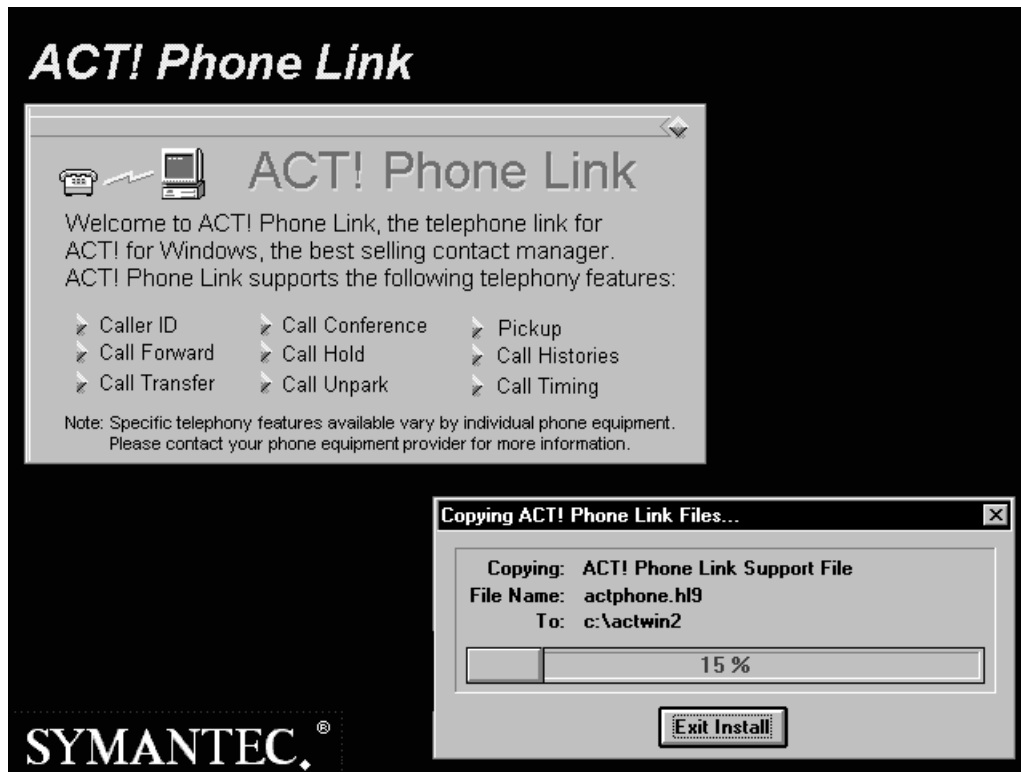 ACT! Phone Link
ACT! Phone Link
Welcome to ACT! Phone Link, the telephone link for
ACT! for Windows, the best selling contact manager.
ACT! Phone Link supports the following telephony features:
Caller ID
Call Forward
Call Transfer
Call Conference
Call Hold
Call Unpark
Pickup
Call Histories
Call Timing
Note: Specific telephony features available vary by individual phone equipment.
Please contact your phone equipment provider for more information.
Copying ACT! Phone Link Files...
Copying: ACT! Phone Link Support File
File Name: actphone.hl9
To: c:\actwin2
15 %
Exit Install
SYMANTEC.®